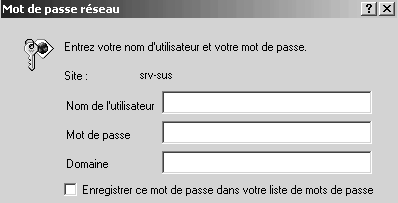 Mot de passe réseau
Entrez votre nom d'utilisateur et votre mot de passe.
Site : srv-sus
Nom de l'utilisateur
Mot de passe
Domaine
Enregistrer ce mot de passe dans votre liste de mots de passe